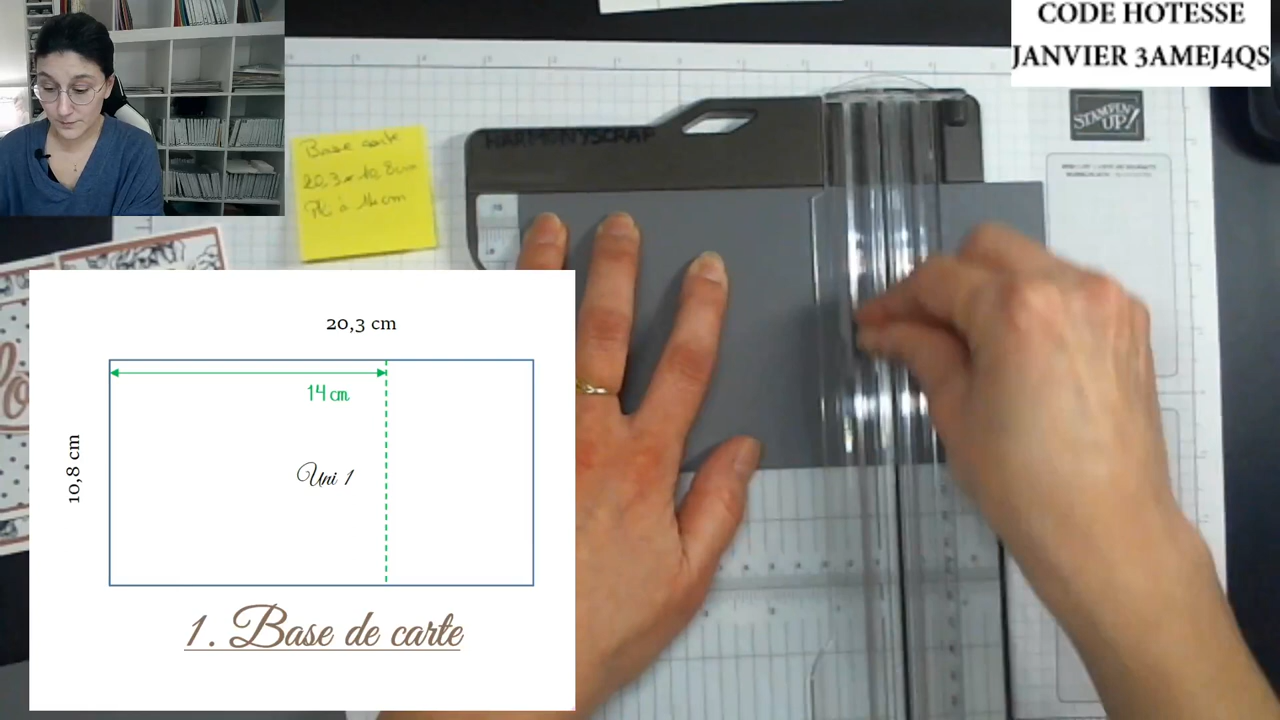 CODE HOTESSE
JANVIER 3AMEJ4QS
STAMPIN'
UP!
HARMONYSCRAP
Base carte
20,3 x 10,8 cm
Pli à 14 cm
20,3 cm
14 cm
10,8 cm
Uni 1
1. Base de carte